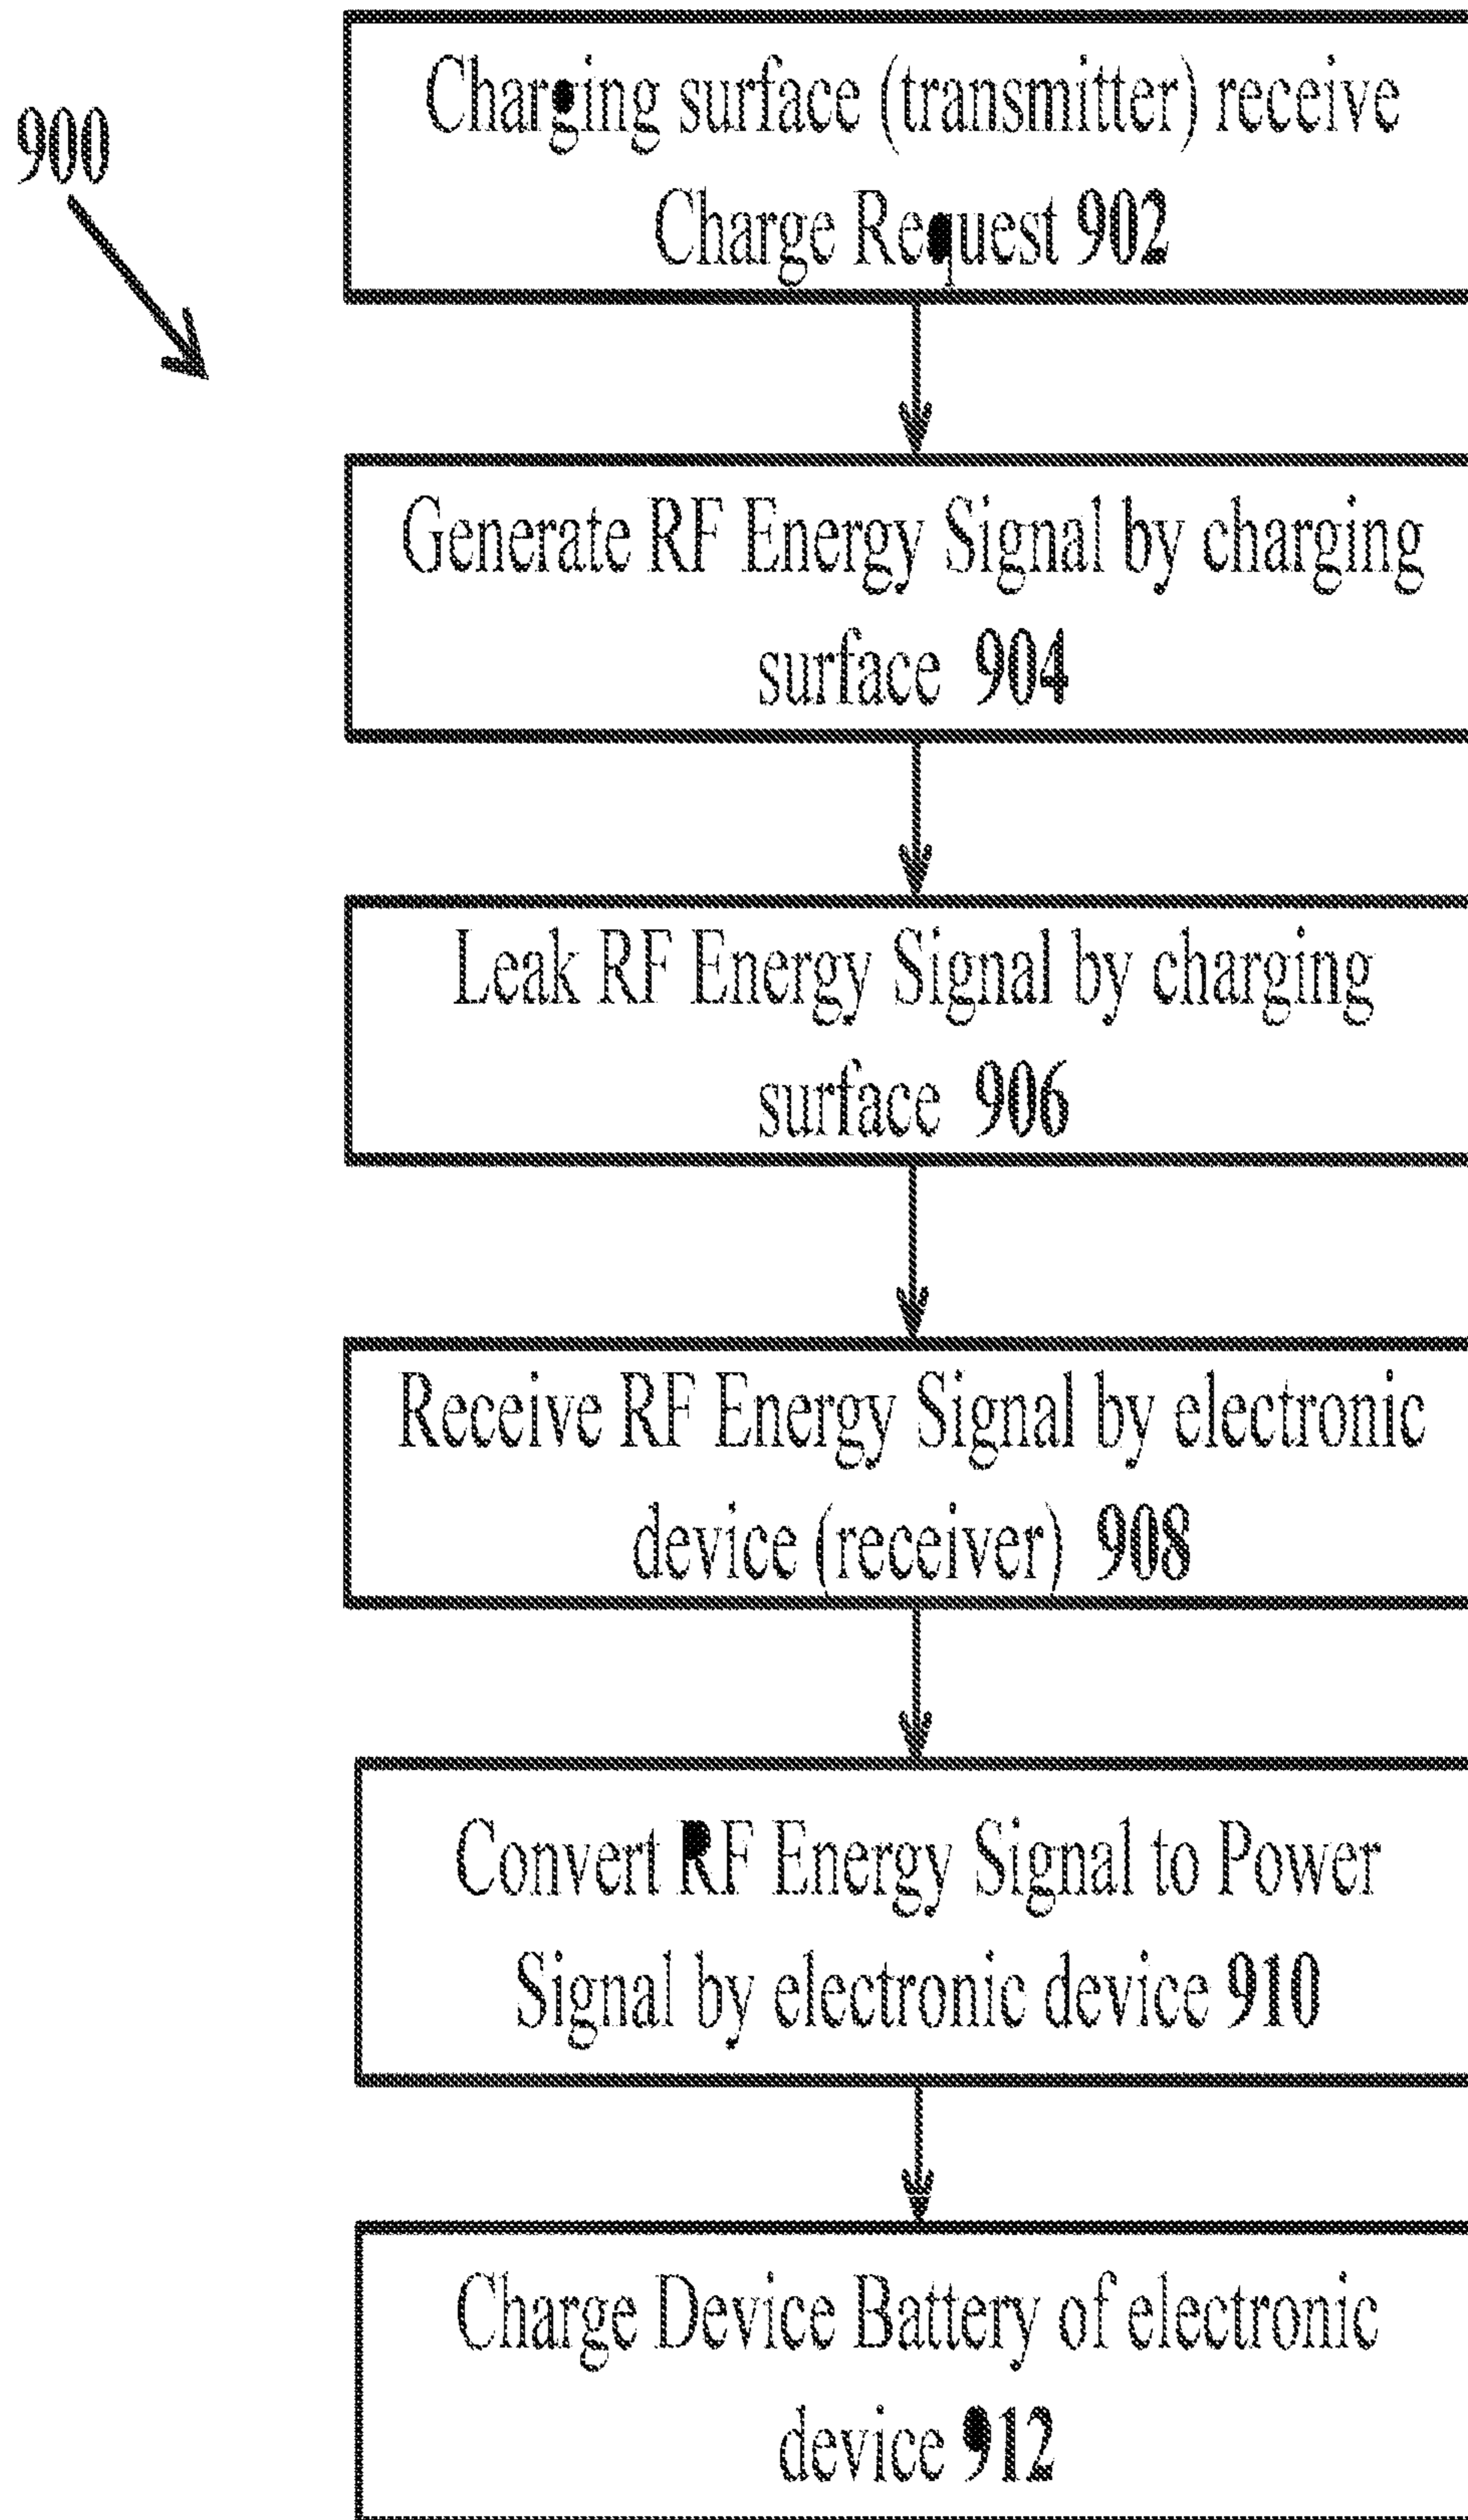 900
Charging surface (transmitter) receive
Charge Request 902
Generate RF Energy Signal by charging
surface 904
Leak RF Energy Signal by charging
surface 906
Receive RF Energy Signal by electronic
device (receiver) 908
Convert RF Energy Signal to Power
Signal by electronic device 910
Charge Device Battery of electronic
device 912